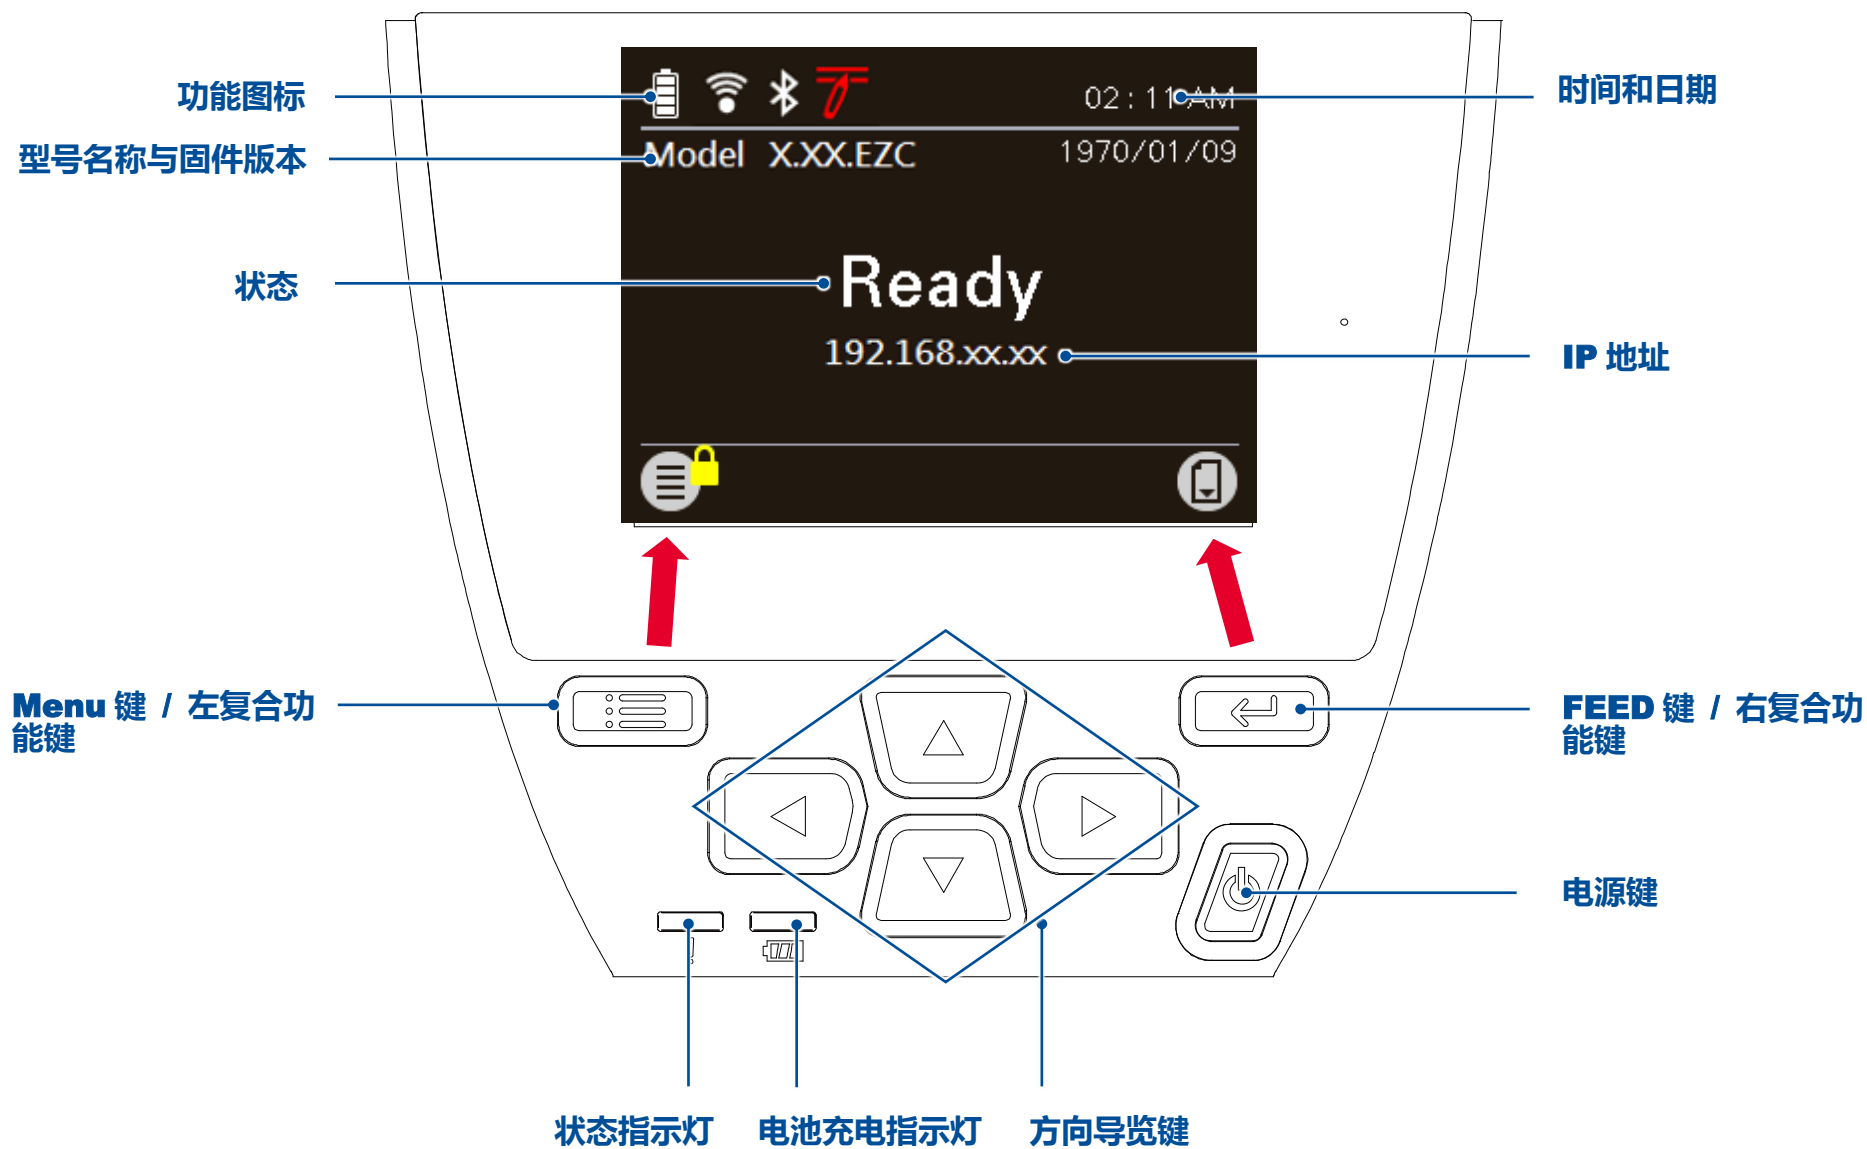 功能图标
02:11 AM
时间和日期
型号名称与固件版本
Model X.XX.EZC
1970/01/09
状态
Ready
192.168.xx.xx
IP 地址
Menu 键 / 左复合功
能键
FEED 键 / 右复合功
能键
电源键
状态指示灯
电池充电指示灯
方向导览键